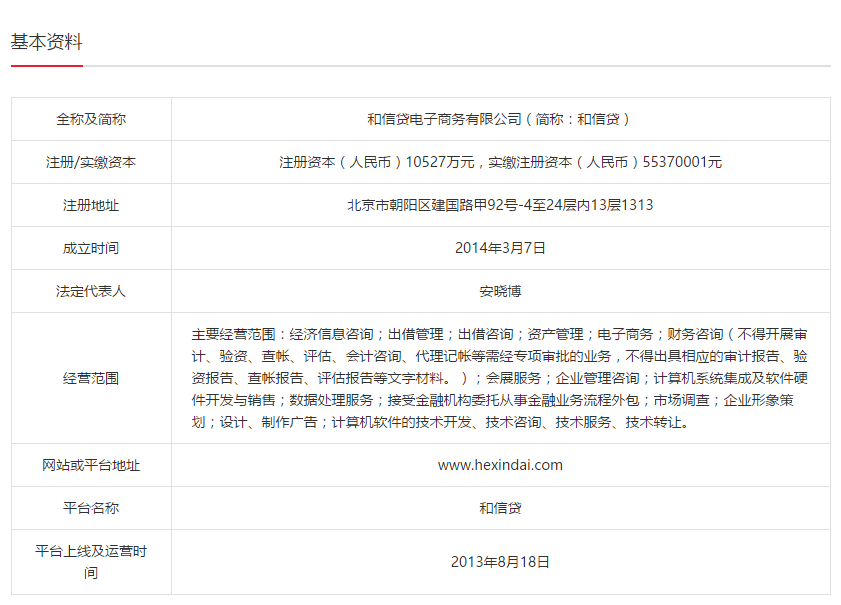 基本资料
全称及简称
和信贷电子商务有限公司（简称：和信贷）
注册/实缴资本
注册资本（人民币）10527万元，实缴注册资本（人民币）55370001元
注册地址
北京市朝阳区建国路甲92号-4至24层内13层1313
成立时间
2014年3月7日
法定代表人
安晓博
经营范围
主要经营范围：经济信息咨询；出借管理；出借咨询；资产管理；电子商务；财务咨询（不得开展审
计、验资、查帐、评估、会计咨询、代理记帐等需经专项审批的业务，不得出具相应的审计报告、验
资报告、查帐报告、评估报告等文字材料。）；会展服务；企业管理咨询；计算机系统集成及软件硬
件开发与销售；数据处理服务；接受金融机构委托从事金融业务流程外包；市场调查；企业形象策
划；设计、制作广告；计算机软件的技术开发、技术咨询、技术服务、技术转让。
网站或平台地址
www.hexindai.com
平台名称
和信贷
平台上线及运营时
间
2013年8月18日